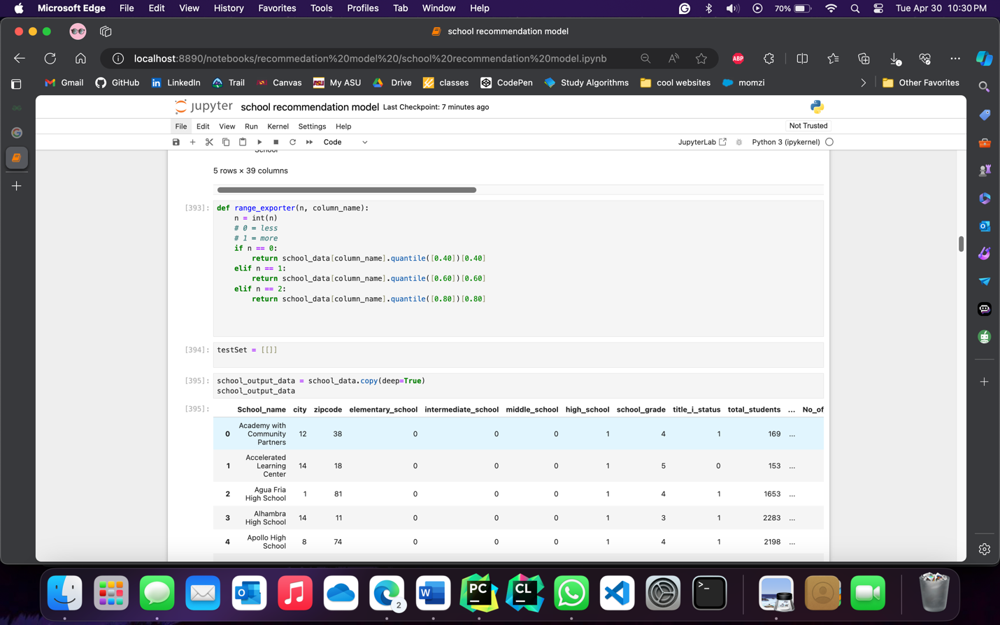 Microsoft Edge File Edit View History Favorites Tools Profiles Tab Window Help 70% Tue Apr 30 10:30 PM
school recommendation model
localhost:8890/notebooks/recommedation%20model%20/school%20recommendation%20model.ipynb
ABP
Gmail GitHub LinkedIn Trail Canvas My ASU Drive classes CodePen Study Algorithms cool websites momzi Other Favorites
jupyter school recommendation model Last Checkpoint: 7 minutes ago
File Edit View Run Kernel Settings Help Not Trusted
Code JupyterLab Python 3 (ipykernel)
School
5 rows × 39 columns
[393]: def range_exporter(n, column_name):
n = int(n)
# 0 = less
# 1 = more
if n == 0:
return school_data[column_name].quantile([0.40])[0.40]
elif n == 1:
return school_data[column_name].quantile([0.60])[0.60]
elif n == 2:
return school_data[column_name].quantile([0.80])[0.80]
[394]: testSet = [[]]
[395]: school_output_data = school_data.copy(deep=True)
school_output_data
[395]: School_name city zipcode elementary_school intermediate_school middle_school high_school school_grade title_i_status total_students ... No_of
0 Academy with Community Partners 12 38 0 0 0 1 4 1 169 ...
1 Accelerated Learning Center 14 18 0 0 0 1 5 0 153 ...
2 Agua Fria High School 1 81 0 0 0 1 4 1 1653 ...
3 Alhambra High School 14 11 0 0 0 1 3 1 2283 ...
4 Apollo High School 8 74 0 0 0 1 4 1 2198 ...
2
W
PC
CL
>_